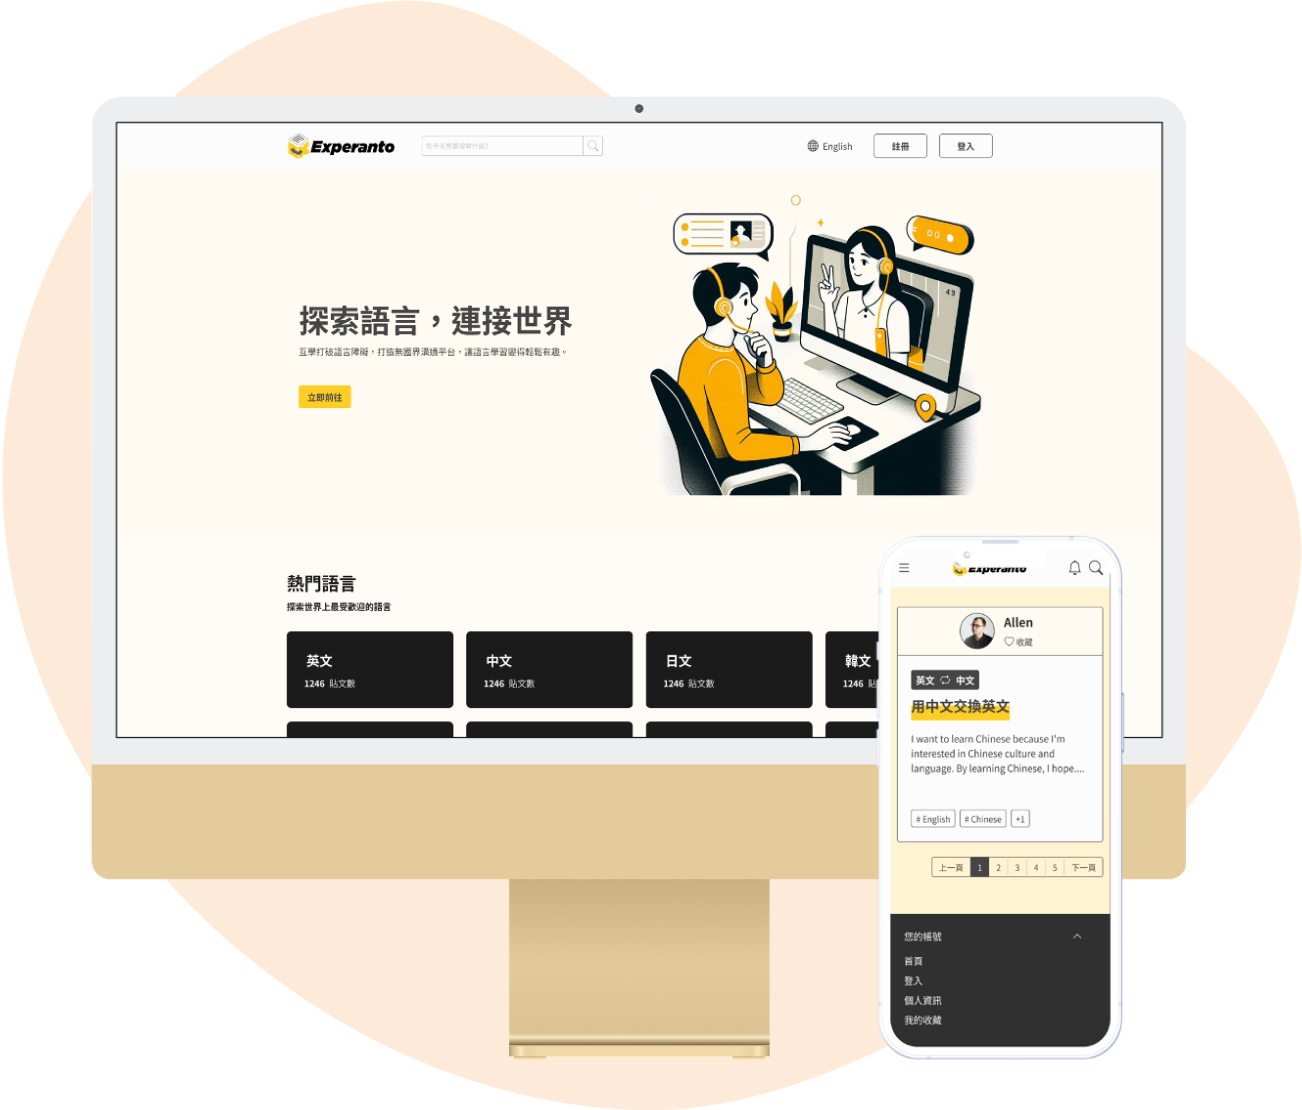 Experanto
English
註冊
登入
探索語言，連接世界
互學打破語言障礙，打造無國界溝通平台，讓語言學習變得輕鬆有趣。
立即前往
熱門語言
探索世界上最受歡迎的語言
英文
1246 貼文數
中文
1246 貼文數
日文
1246 貼文數
韓文
1246
Experanto
Allen
收藏
英文 中文
用中文交換英文
I want to learn Chinese because I'm
interested in Chinese culture and
language. By learning Chinese, I hope....
# English # Chinese +1
上一頁 1 2 3 4 5 下一頁
您的帳號
首頁
登入
個人資訊
我的收藏